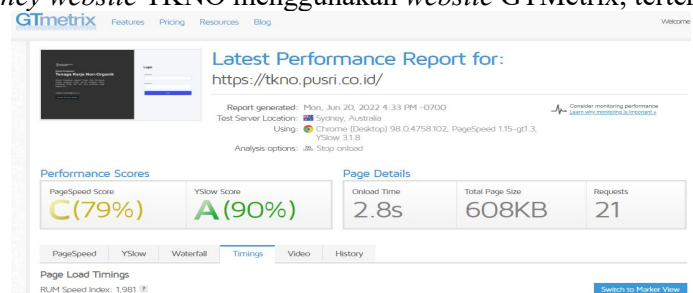 ney website TKNO menggunakan website GTMetrix, terte
GTmetrix Features Pricing Resources Blog Welcome
Latest Performance Report for:
https://tkno.pusri.co.id/
Tenaga Kerja Non-Organik
Login
Report generated: Mon, Jun 20, 2022 4:33 PM -0700
Test Server Location: Sydney, Australia
Using: Chrome (Desktop) 98.0.4758.102, PageSpeed 1.15-gt1.3, YSlow 3.1.8
Analysis options: Stop onload
Consider monitoring performance
Learn why monitoring is important »
Performance Scores
PageSpeed Score YSlow Score
C(79%) A(90%)
Page Details
Onload Time Total Page Size Requests
2.8s 608KB 21
PageSpeed YSlow Waterfall Timings Video History
Page Load Timings
RUM Speed Index: 1,981 ?
Switch to Marker View